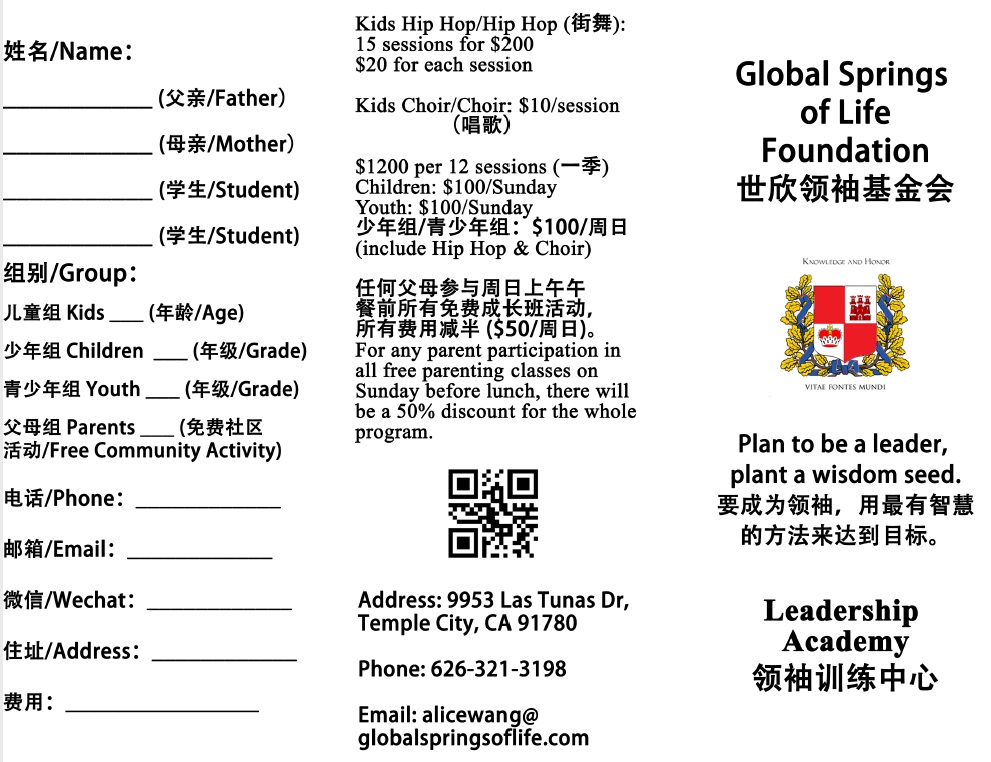 姓名/Name：
______________ (父亲/Father）
______________ (母亲/Mother）
______________ (学生/Student)
______________ (学生/Student)
组别/Group：
儿童组 Kids ___ (年龄/Age)
少年组 Children ___ (年级/Grade)
青少年组 Youth ___ (年级/Grade)
父母组 Parents ___ (免费社区
活动/Free Community Activity)
电话/Phone：_____________
邮箱/Email：_____________
微信/Wechat：_____________
住址/Address：_____________
费用：__________________
Kids Hip Hop/Hip Hop (街舞):
15 sessions for $200
$20 for each session
Kids Choir/Choir: $10/session
（唱歌）
$1200 per 12 sessions (一季)
Children: $100/Sunday
Youth: $100/Sunday
少年组/青少年组：$100/周日
(include Hip Hop & Choir)
任何父母参与周日上午午
餐前所有免费成长班活动，
所有费用减半 ($50/周日)。
For any parent participation in
all free parenting classes on
Sunday before lunch, there will
be a 50% discount for the whole
program.
Address: 9953 Las Tunas Dr,
Temple City, CA 91780
Phone: 626-321-3198
Email: alicewang@
globalspringsoflife.com
Global Springs
of Life
Foundation
世欣领袖基金会
KNOWLEDGE AND HONOR
VITAE FONTES MUNDI
Plan to be a leader,
plant a wisdom seed.
要成为领袖，用最有智慧
的方法来达到目标。
Leadership
Academy
领袖训练中心